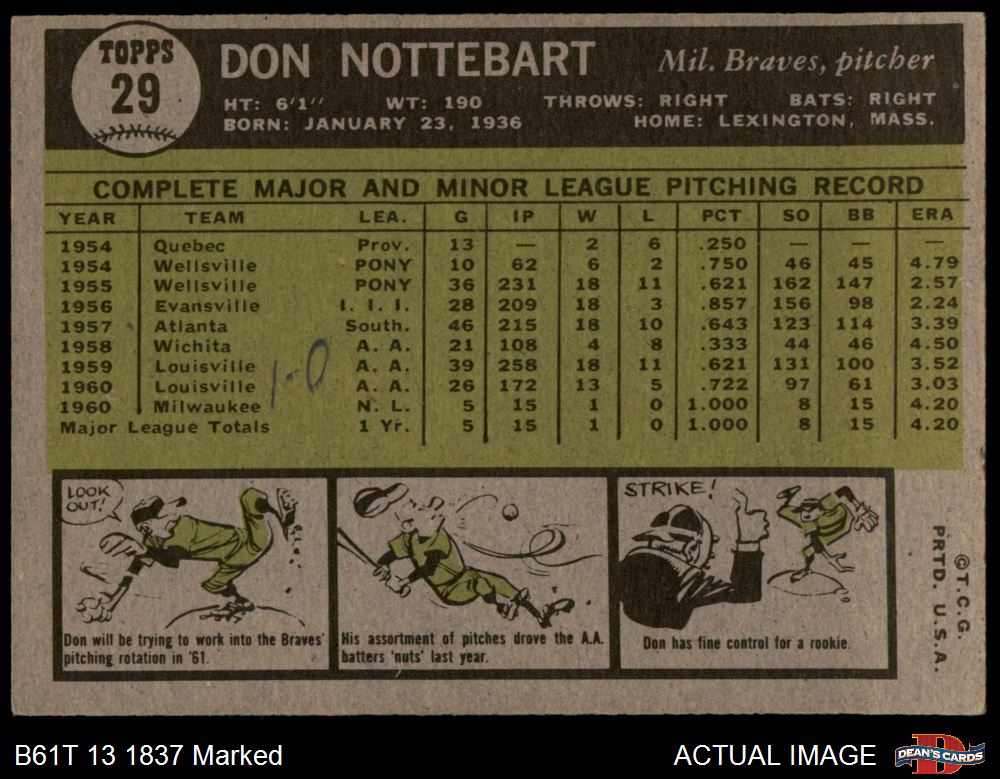 TOPPS
29
DON NOTTEBART
Mil. Braves, pitcher
HT: 6'1" WT: 190 THROWS: RIGHT BATS: RIGHT
BORN: JANUARY 23, 1936 HOME: LEXINGTON, MASS.
COMPLETE MAJOR AND MINOR LEAGUE PITCHING RECORD
YEAR TEAM LEA. G IP W L PCT SO BB ERA
1954 Quebec Prov. 13 — 2 6 .250 — — —
1954 Wellsville PONY 10 62 6 2 .750 46 45 4.79
1955 Wellsville PONY 36 231 18 11 .621 162 147 2.57
1956 Evansville I. I. I. 28 209 18 3 .857 156 98 2.24
1957 Atlanta South. 46 215 18 10 .643 123 114 3.39
1958 Wichita A. A. 21 108 4 8 .333 44 46 4.50
1959 Louisville A. A. 39 258 18 11 .621 131 100 3.52
1960 Louisville A. A. 26 172 13 5 .722 97 61 3.03
1960 Milwaukee N. L. 5 15 1 0 1.000 8 15 4.20
Major League Totals 1 Yr. 5 15 1 0 1.000 8 15 4.20
1-0
LOOK
OUT!
Don will be trying to work into the Braves'
pitching rotation in '61.
His assortment of pitches drove the A.A.
batters 'nuts' last year.
STRIKE!
Don has fine control for a rookie.
©T.C.G.
PRTD. U.S.A.
B61T 13 1837 Marked
ACTUAL IMAGE
DEAN'S CARDS